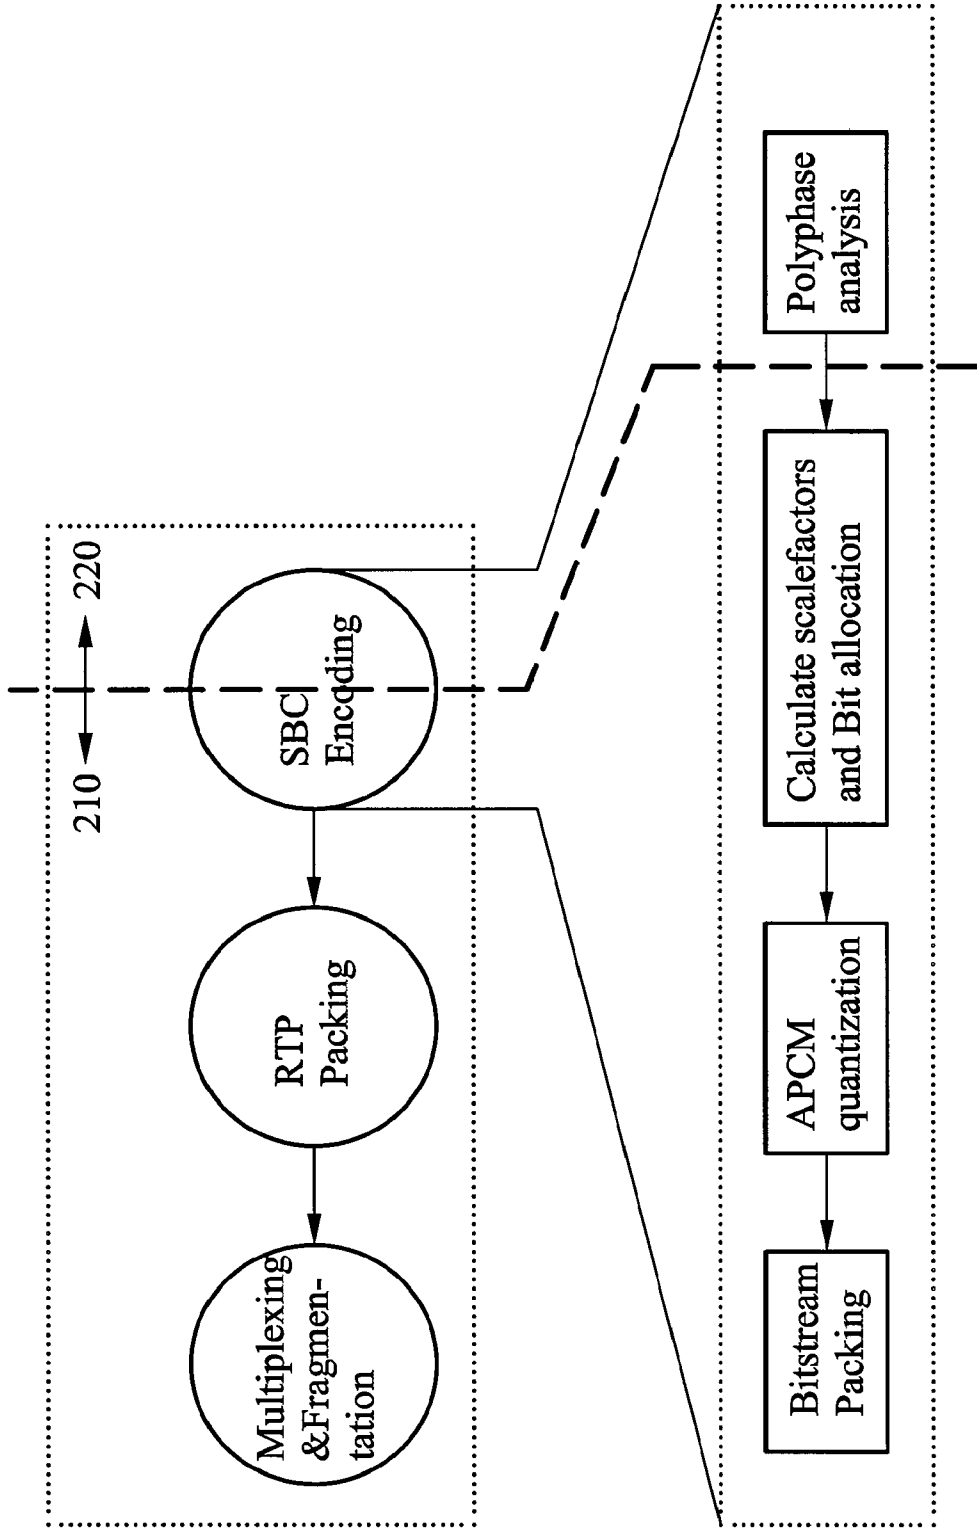 210
220
Multiplexing
&Fragmen-
tation
RTP
Packing
SBC
Encoding
Bitstream
Packing
APCM
quantization
Calculate scalefactors
and Bit allocation
Polyphase
analysis